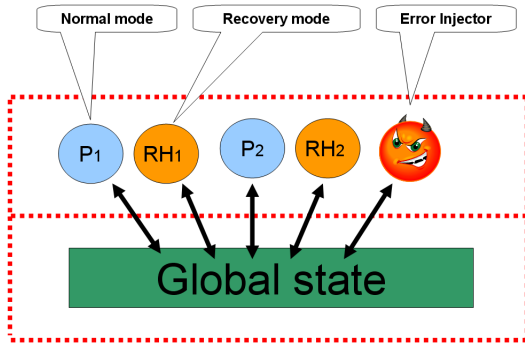 Normal mode
Recovery mode
Error Injector
P1
RH1
P2
RH2
Global state